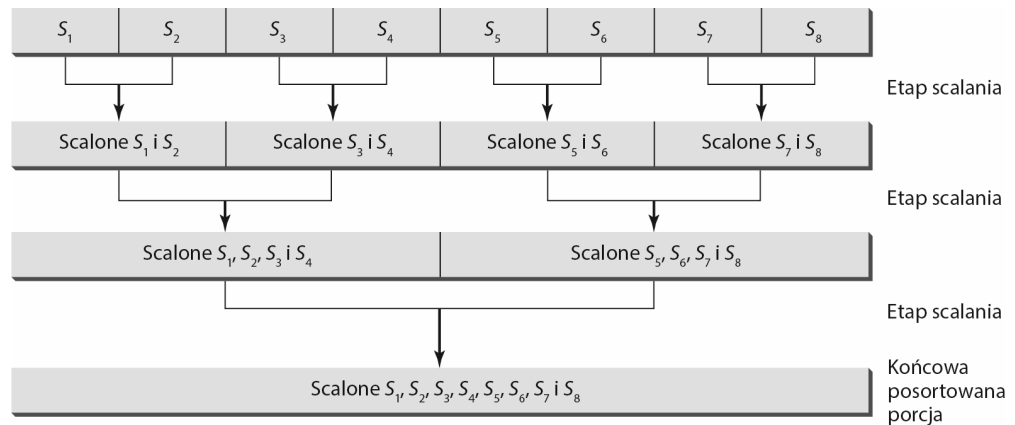 S₁ S₂ S₃ S₄ S₅ S₆ S₇ S₈
Etap scalania
Scalone S₁ i S₂ Scalone S₃ i S₄ Scalone S₅ i S₆ Scalone S₇ i S₈
Etap scalania
Scalone S₁, S₂, S₃ i S₄ Scalone S₅, S₆, S₇ i S₈
Etap scalania
Scalone S₁, S₂, S₃, S₄, S₅, S₆, S₇ i S₈
Końcowa
posortowana
porcja